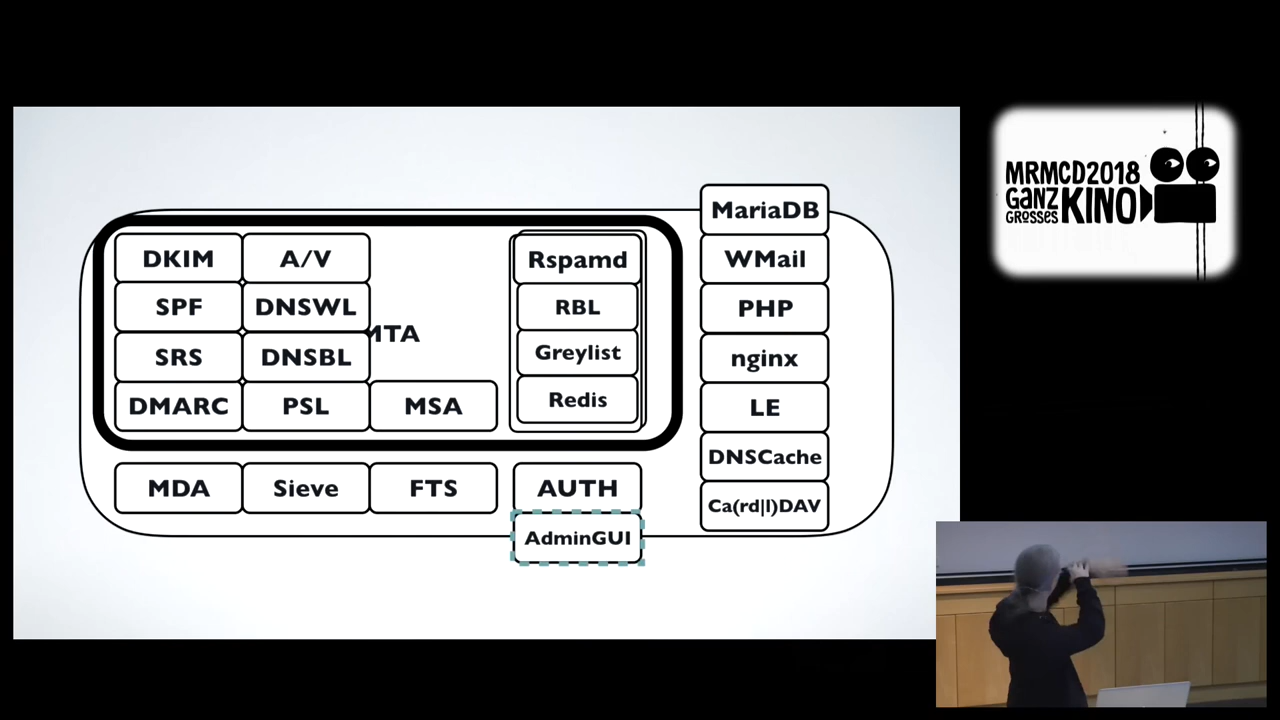 DKIM
A/V
SPF
DNSWL
SRS
DNSBL
DMARC
PSL
MSA
MTA
Rspamd
RBL
Greylist
Redis
MDA
Sieve
FTS
AUTH
AdminGUI
MariaDB
WMail
PHP
nginx
LE
DNSCache
Ca(rd|l)DAV
MRMCD2018
GANZ
GROSSES
KINO